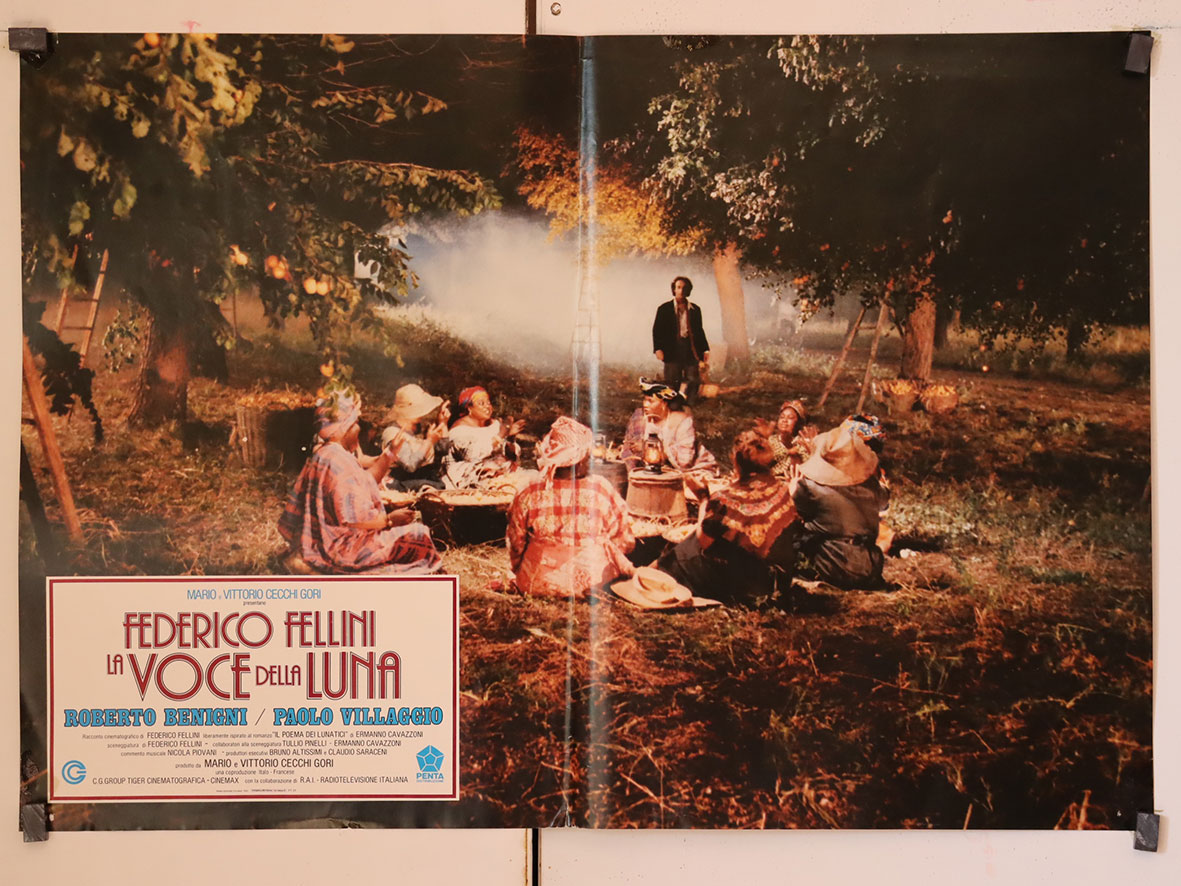 MARIO e VITTORIO CECCHI GORI
presentano
FEDERICO FELLINI
LA VOCE DELLA LUNA
ROBERTO BENIGNI / PAOLO VILLAGGIO
Racconto cinematografico di FEDERICO FELLINI liberamente ispirato al romanzo "IL POEMA DEI LUNATICI" di ERMANNO CAVAZZONI
sceneggiatura di FEDERICO FELLINI - collaboratori alla sceneggiatura TULLIO PINELLI - ERMANNO CAVAZZONI
commento musicale NICOLA PIOVANI - produttori esecutivi BRUNO ALTISSIMI e CLAUDIO SARACENI
prodotto da MARIO e VITTORIO CECCHI GORI
una coproduzione Italo - Francese
C.G.GROUP TIGER CINEMATOGRAFICA - CINEMAX con la collaborazione di R.A.I. - RADIOTELEVISIONE ITALIANA
PENTA